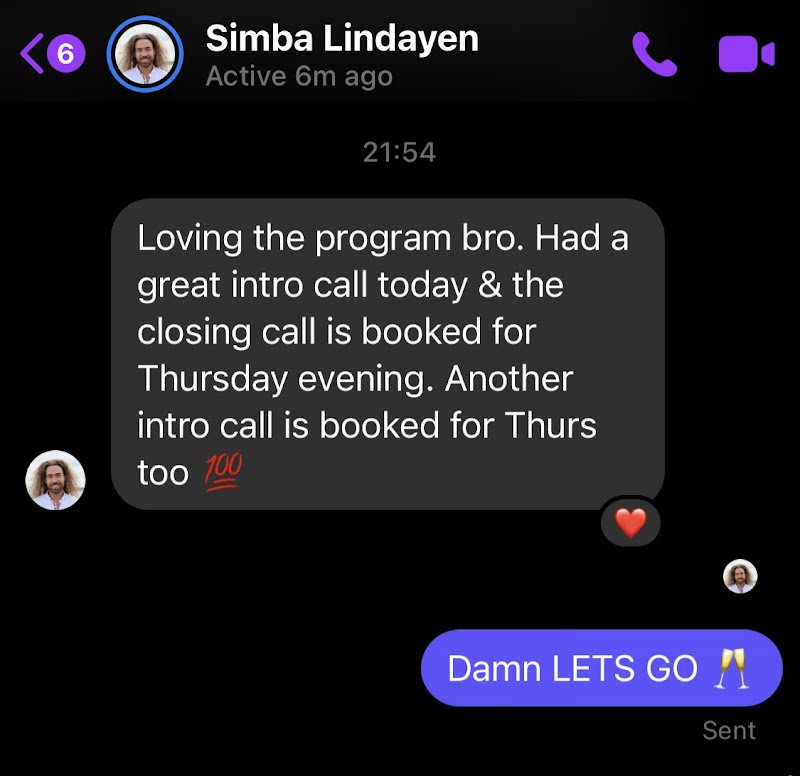 6
Simba Lindayen
Active 6m ago
21:54
Loving the program bro. Had a
great intro call today & the
closing call is booked for
Thursday evening. Another
intro call is booked for Thurs
too 💯
Damn LETS GO 🥂
Sent